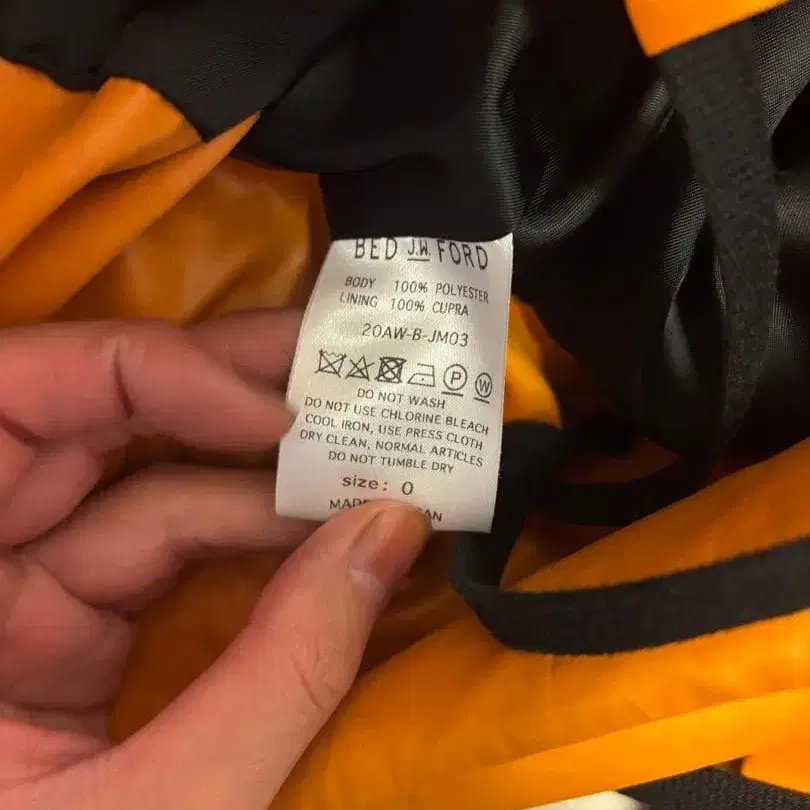 BED J.W. FORD
BODY 100% POLYESTER
LINING 100% CUPRA
20AW-B-JM03
P W
DO NOT WASH
DO NOT USE CHLORINE BLEACH
COOL IRON, USE PRESS CLOTH
DRY CLEAN, NORMAL ARTICLES
DO NOT TUMBLE DRY
size: 0